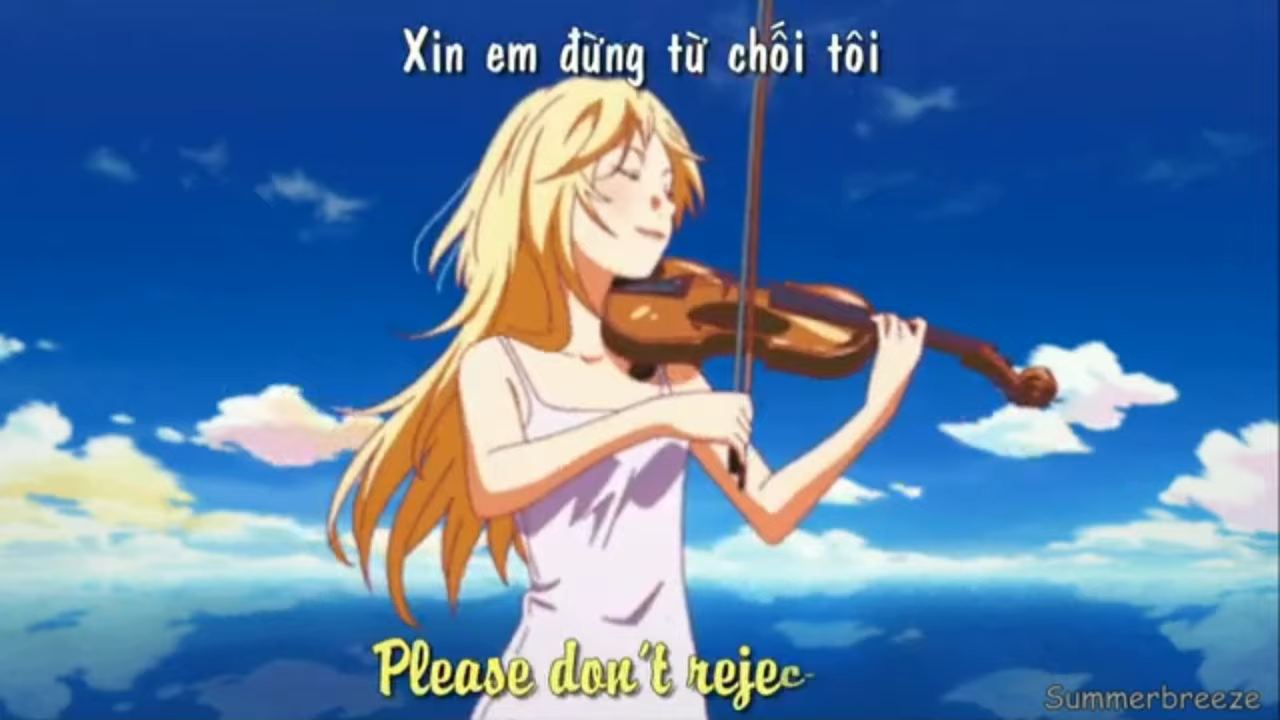 Xin em đừng từ chối tôi
Please don't rejec-
Summerbreeze